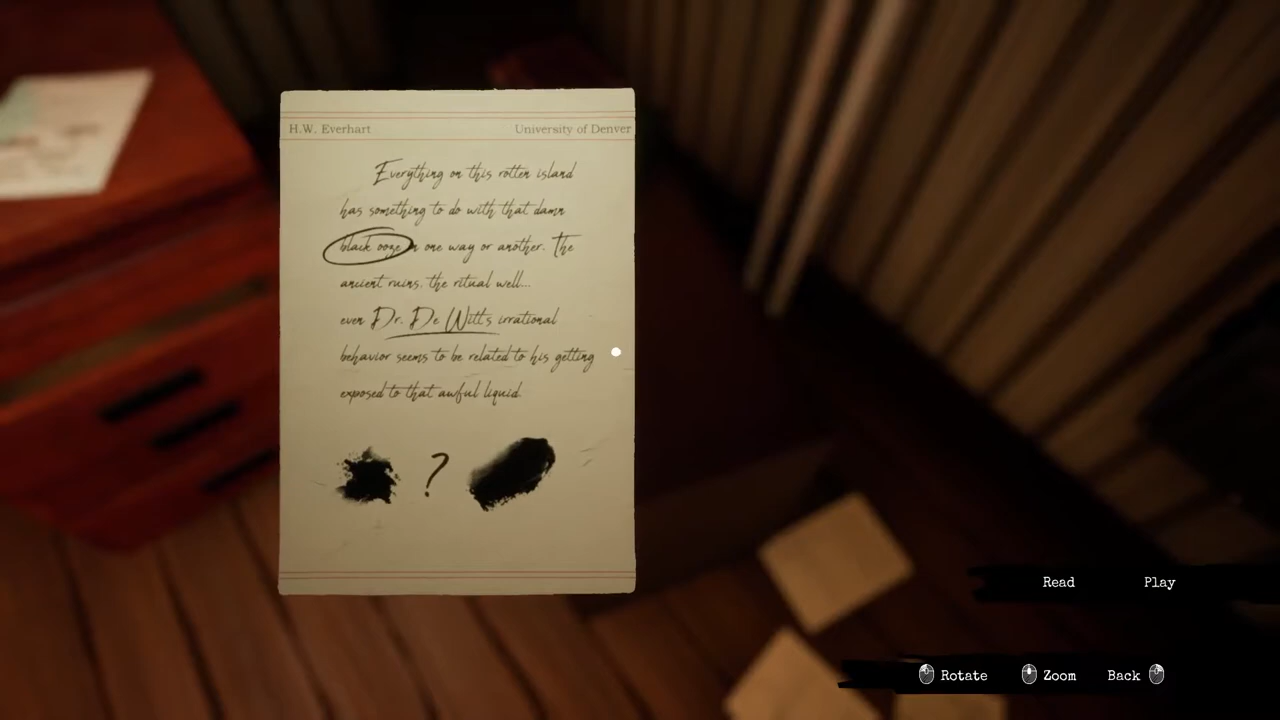 H.W. Everhart University of Denver
Everything on this rotten island
has something to do with that damn
black ooze in one way or another. The
ancient ruins, the ritual well...
even Dr. De Witt's irrational
behavior seems to be related to his getting
exposed to that awful liquid.
?
Read Play
Rotate Zoom Back